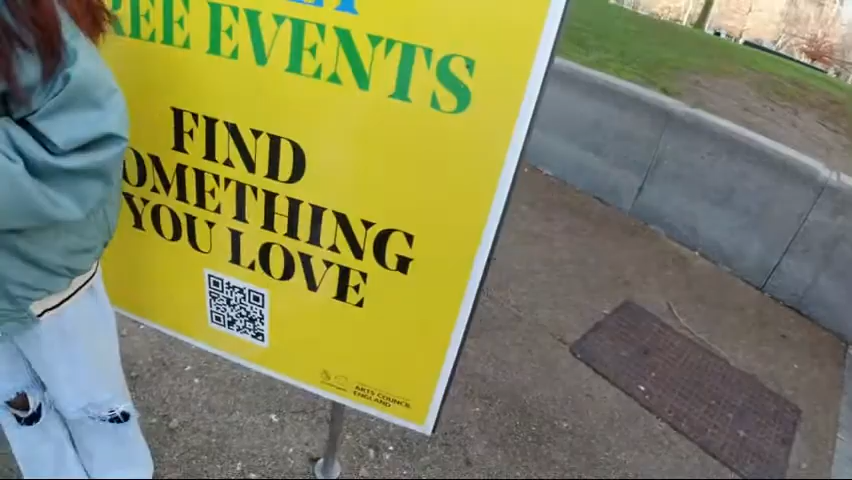 REE EVENTS
FIND
OMETHING
YOU LOVE
ARTS COUNCIL
ENGLAND